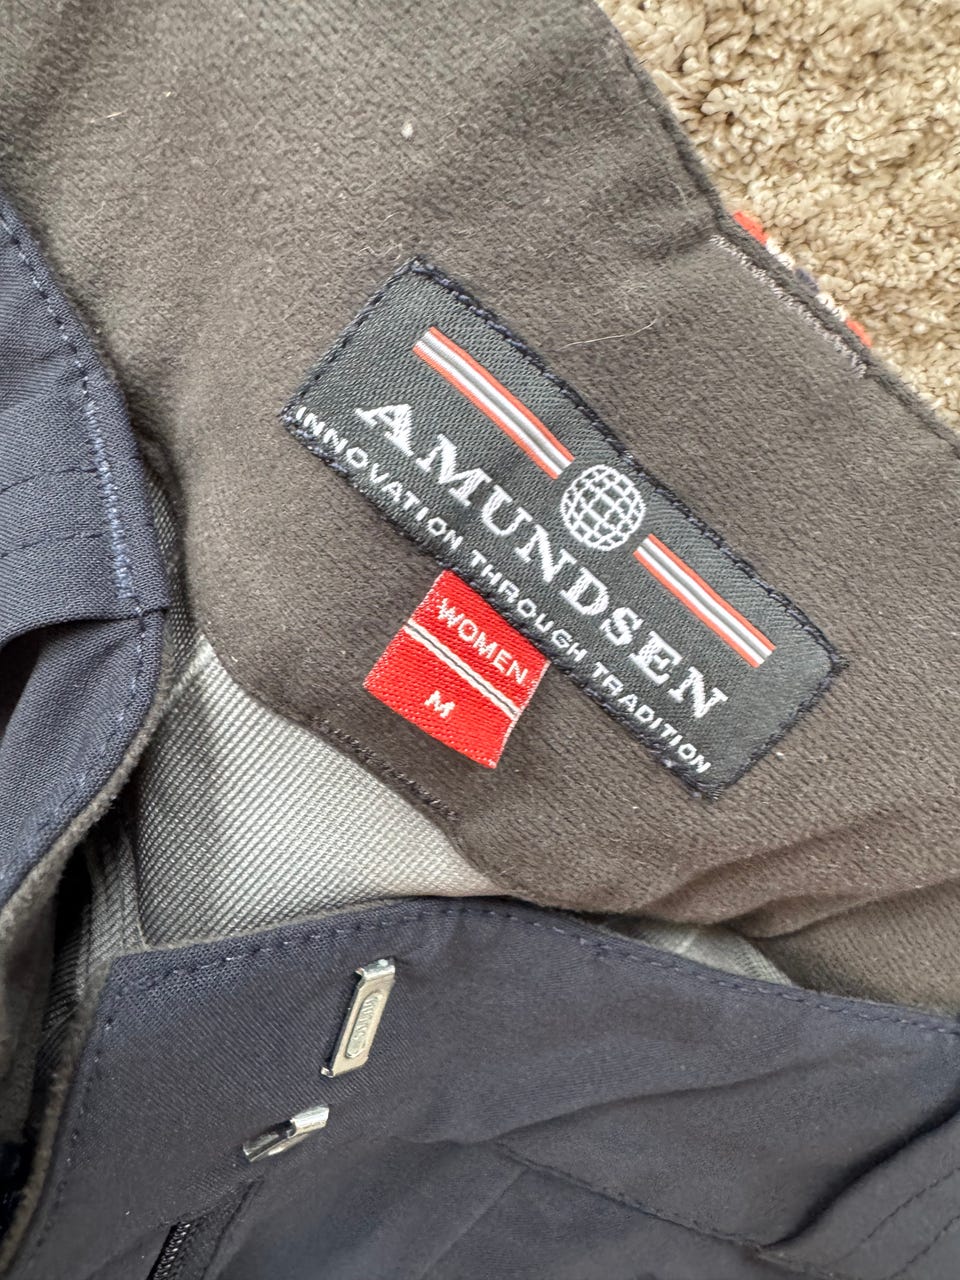 AMUNDSEN
INNOVATION THROUGH TRADITION
WOMEN
M